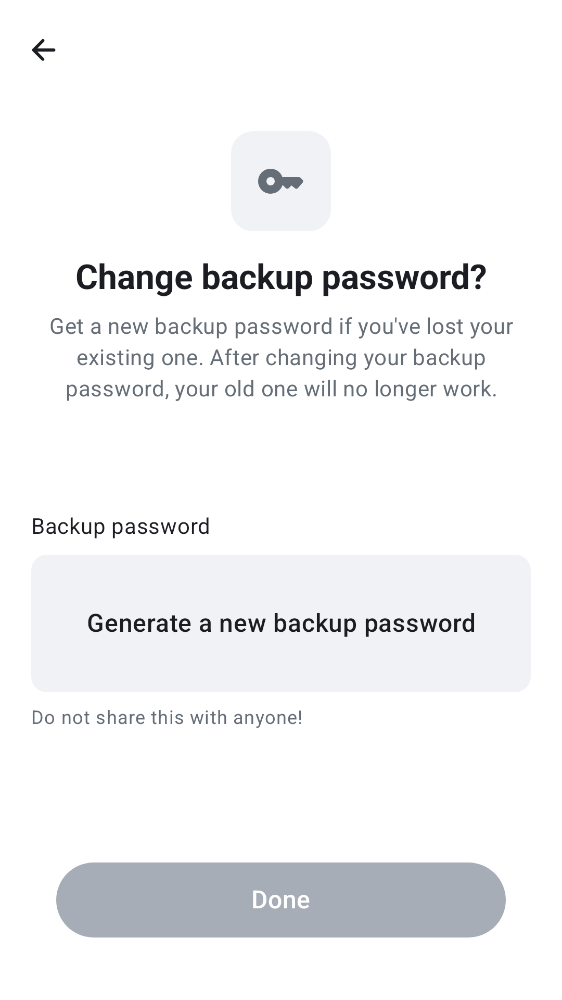 Change backup password?
Get a new backup password if you've lost your
existing one. After changing your backup
password, your old one will no longer work.
Backup password
Generate a new backup password
Do not share this with anyone!
Done